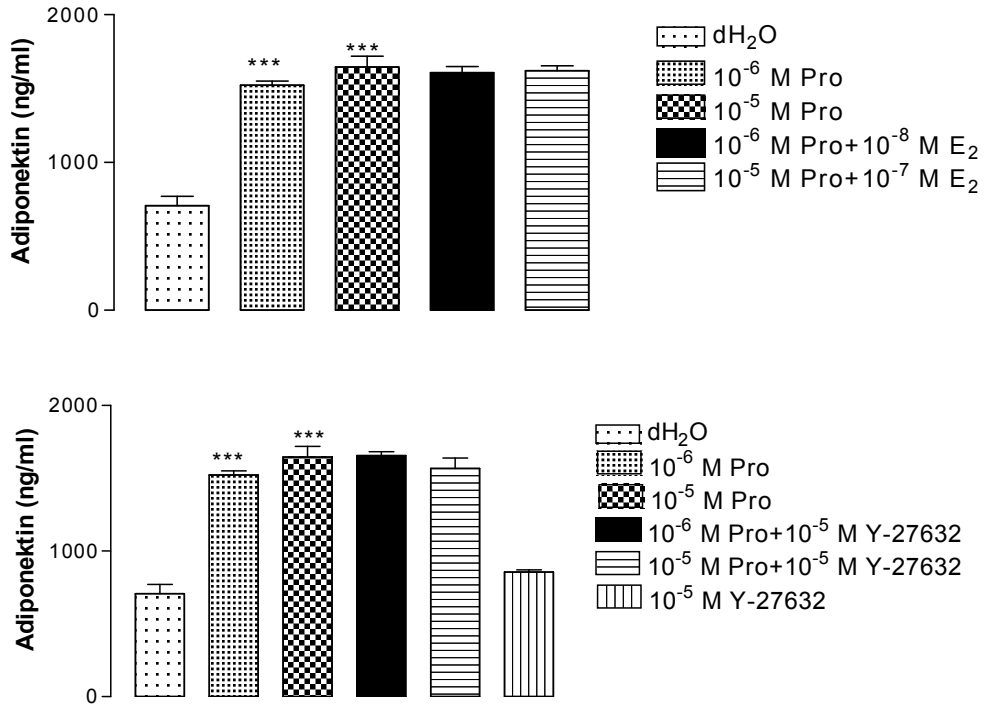 Adiponektin (ng/ml)
2000
1000
0
***
***
dH₂O
10⁻⁶ M Pro
10⁻⁵ M Pro
10⁻⁶ M Pro+10⁻⁸ M E₂
10⁻⁵ M Pro+10⁻⁷ M E₂
Adiponektin (ng/ml)
2000
1000
0
***
***
dH₂O
10⁻⁶ M Pro
10⁻⁵ M Pro
10⁻⁶ M Pro+10⁻⁵ M Y-27632
10⁻⁵ M Pro+10⁻⁵ M Y-27632
10⁻⁵ M Y-27632